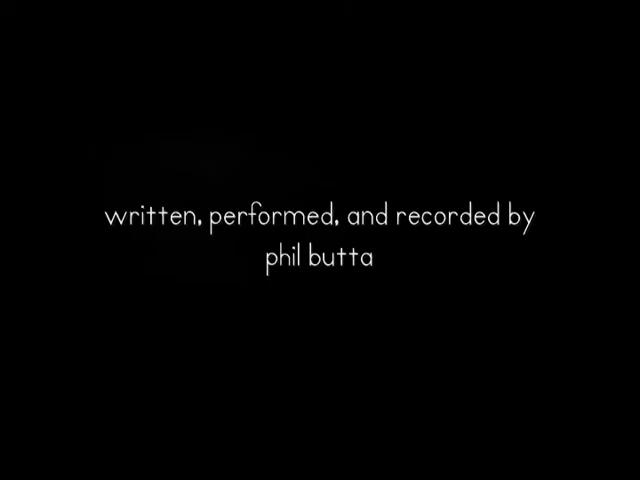 written, performed, and recorded by
phil butta